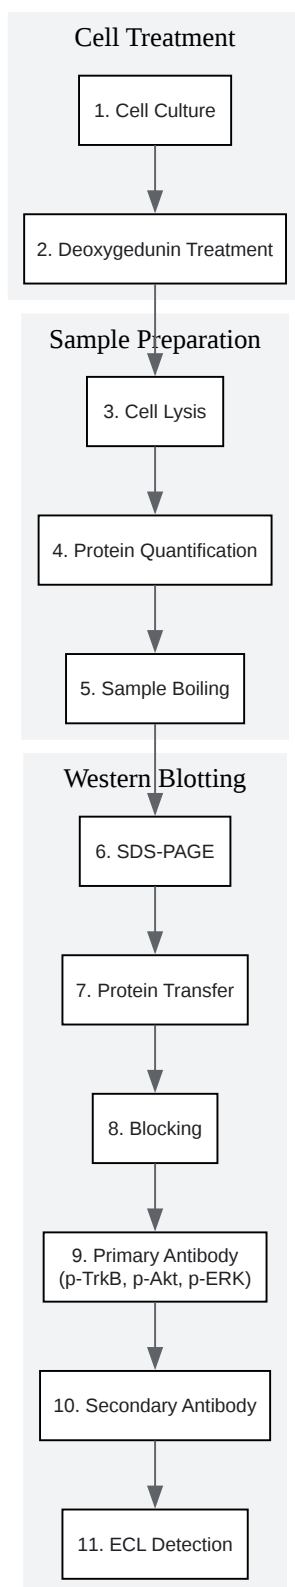 Cell Treatment
1. Cell Culture
2. Deoxygedunin Treatment
Sample Preparation
3. Cell Lysis
4. Protein Quantification
5. Sample Boiling
Western Blotting
6. SDS-PAGE
7. Protein Transfer
8. Blocking
9. Primary Antibody
(p-TrkB, p-Akt, p-ERK)
10. Secondary Antibody
11. ECL Detection